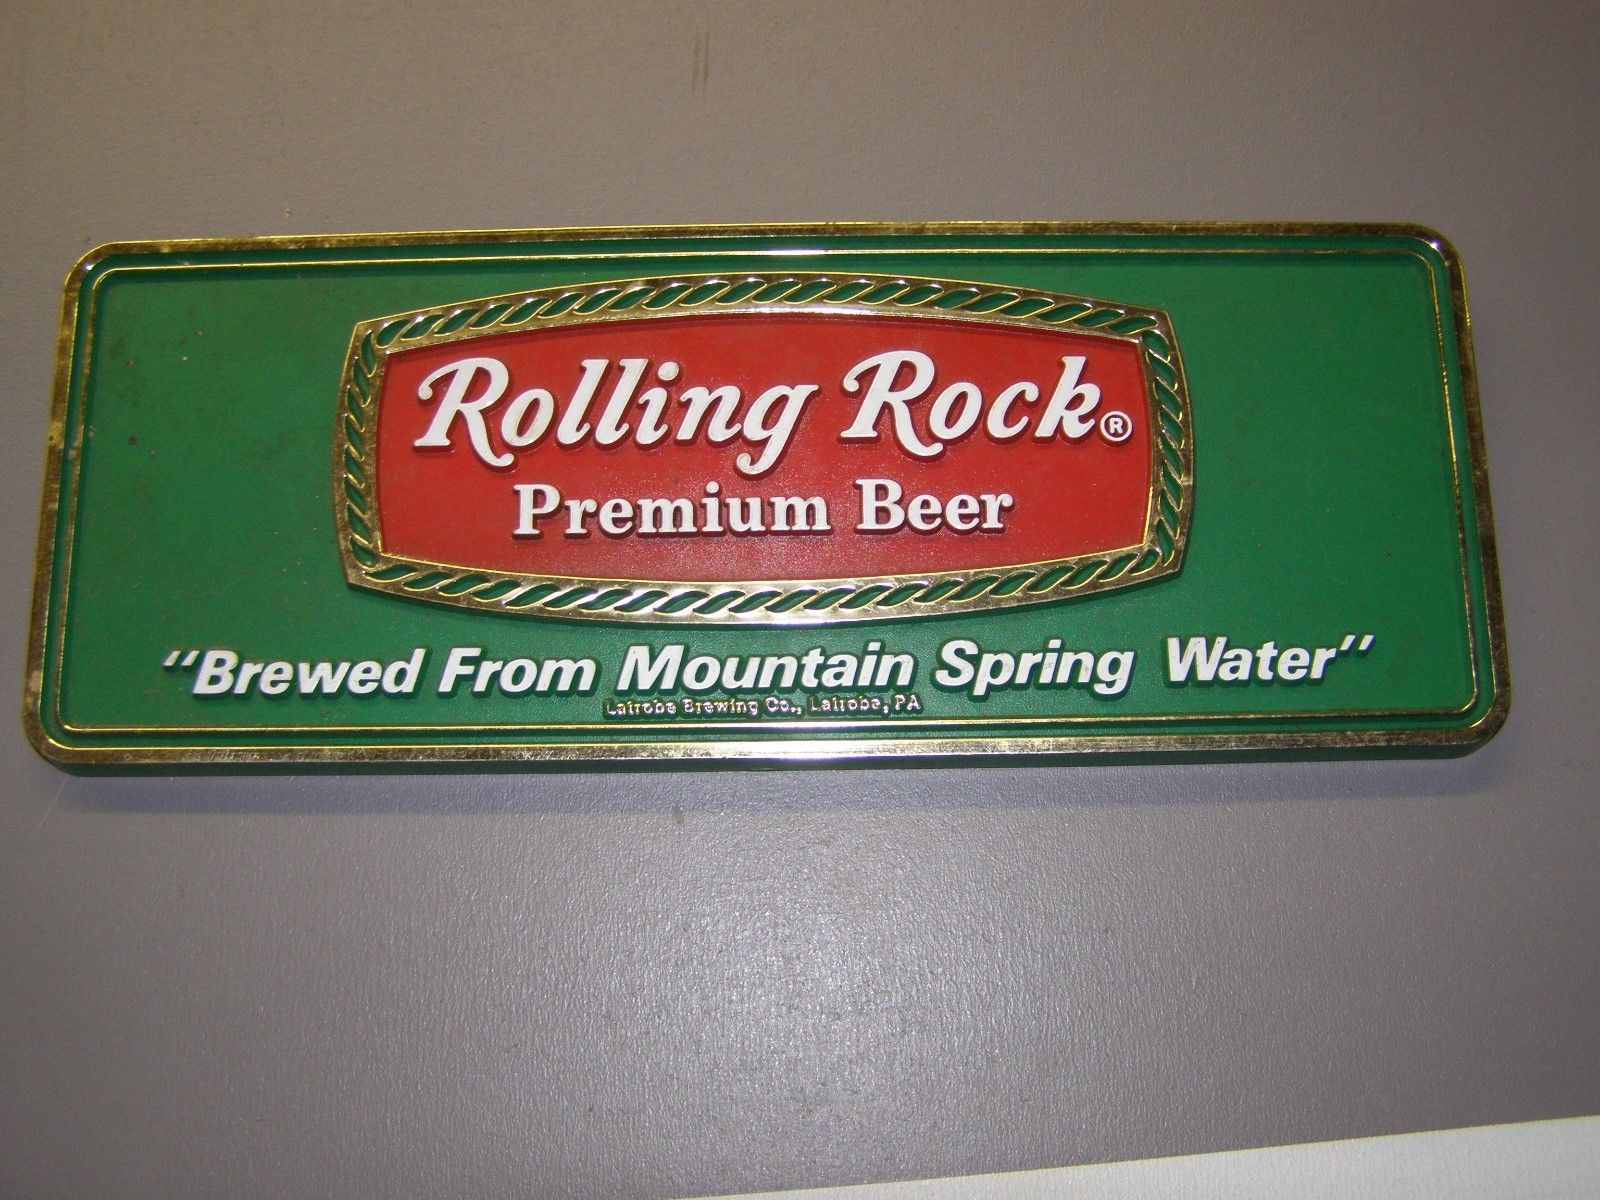 Rolling Rock®
Premium Beer
"Brewed From Mountain Spring Water"
Latrobe Brewing Co., Latrobe, PA